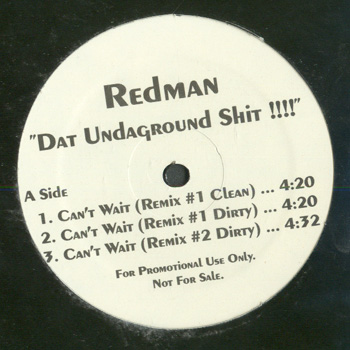 Redman
"Dat Undaground Shit !!!!"
A Side
1. Can't Wait (Remix #1 Clean) ... 4:20
2. Can't Wait (Remix #1 Dirty) ... 4:20
3. Can't Wait (Remix #2 Dirty) ... 4:32
For Promotional Use Only.
Not For Sale.